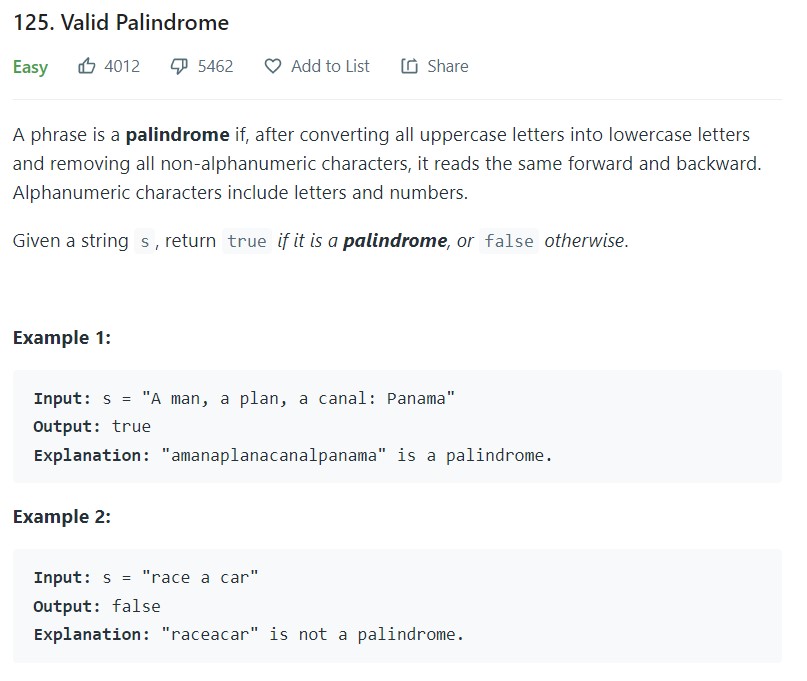 125. Valid Palindrome
Easy 4012 5462 Add to List Share
A phrase is a palindrome if, after converting all uppercase letters into lowercase letters
and removing all non-alphanumeric characters, it reads the same forward and backward.
Alphanumeric characters include letters and numbers.
Given a string s, return true if it is a palindrome, or false otherwise.
Example 1:
Input: s = "A man, a plan, a canal: Panama"
Output: true
Explanation: "amanaplanacanalpanama" is a palindrome.
Example 2:
Input: s = "race a car"
Output: false
Explanation: "raceacar" is not a palindrome.